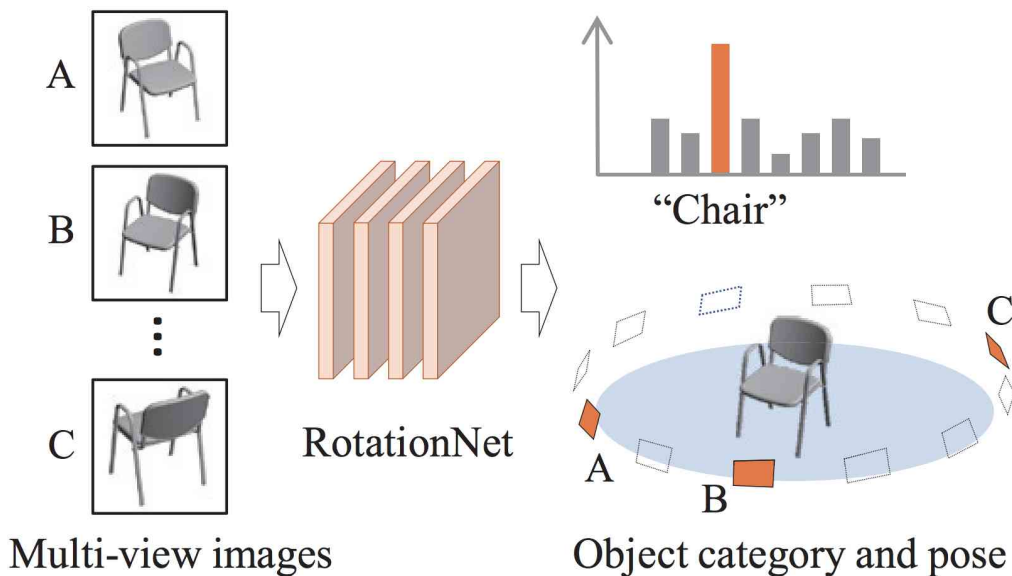 A
B
C
Multi-view images
RotationNet
“Chair”
C
A
B
Object category and pose